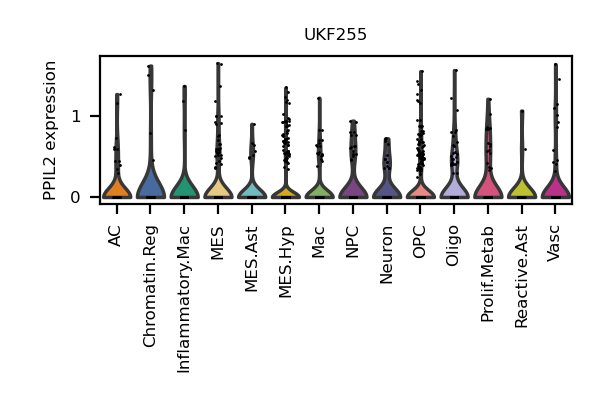 UKF255
PPIL2 expression
1
0
AC
Chromatin.Reg
Inflammatory.Mac
MES
MES.Ast
MES.Hyp
Mac
NPC
Neuron
OPC
Oligo
Prolif.Metab
Reactive.Ast
Vasc